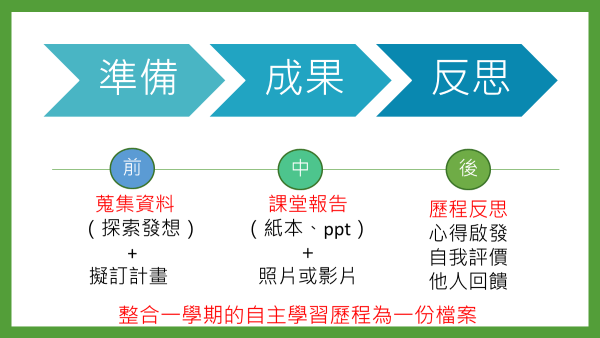 準備 成果 反思
前 中 後
蒐集資料 課堂報告 歷程反思
（探索發想） （紙本、ppt） 心得啟發
+ + 自我評價
擬訂計畫 照片或影片 他人回饋
整合一學期的自主學習歷程為一份檔案